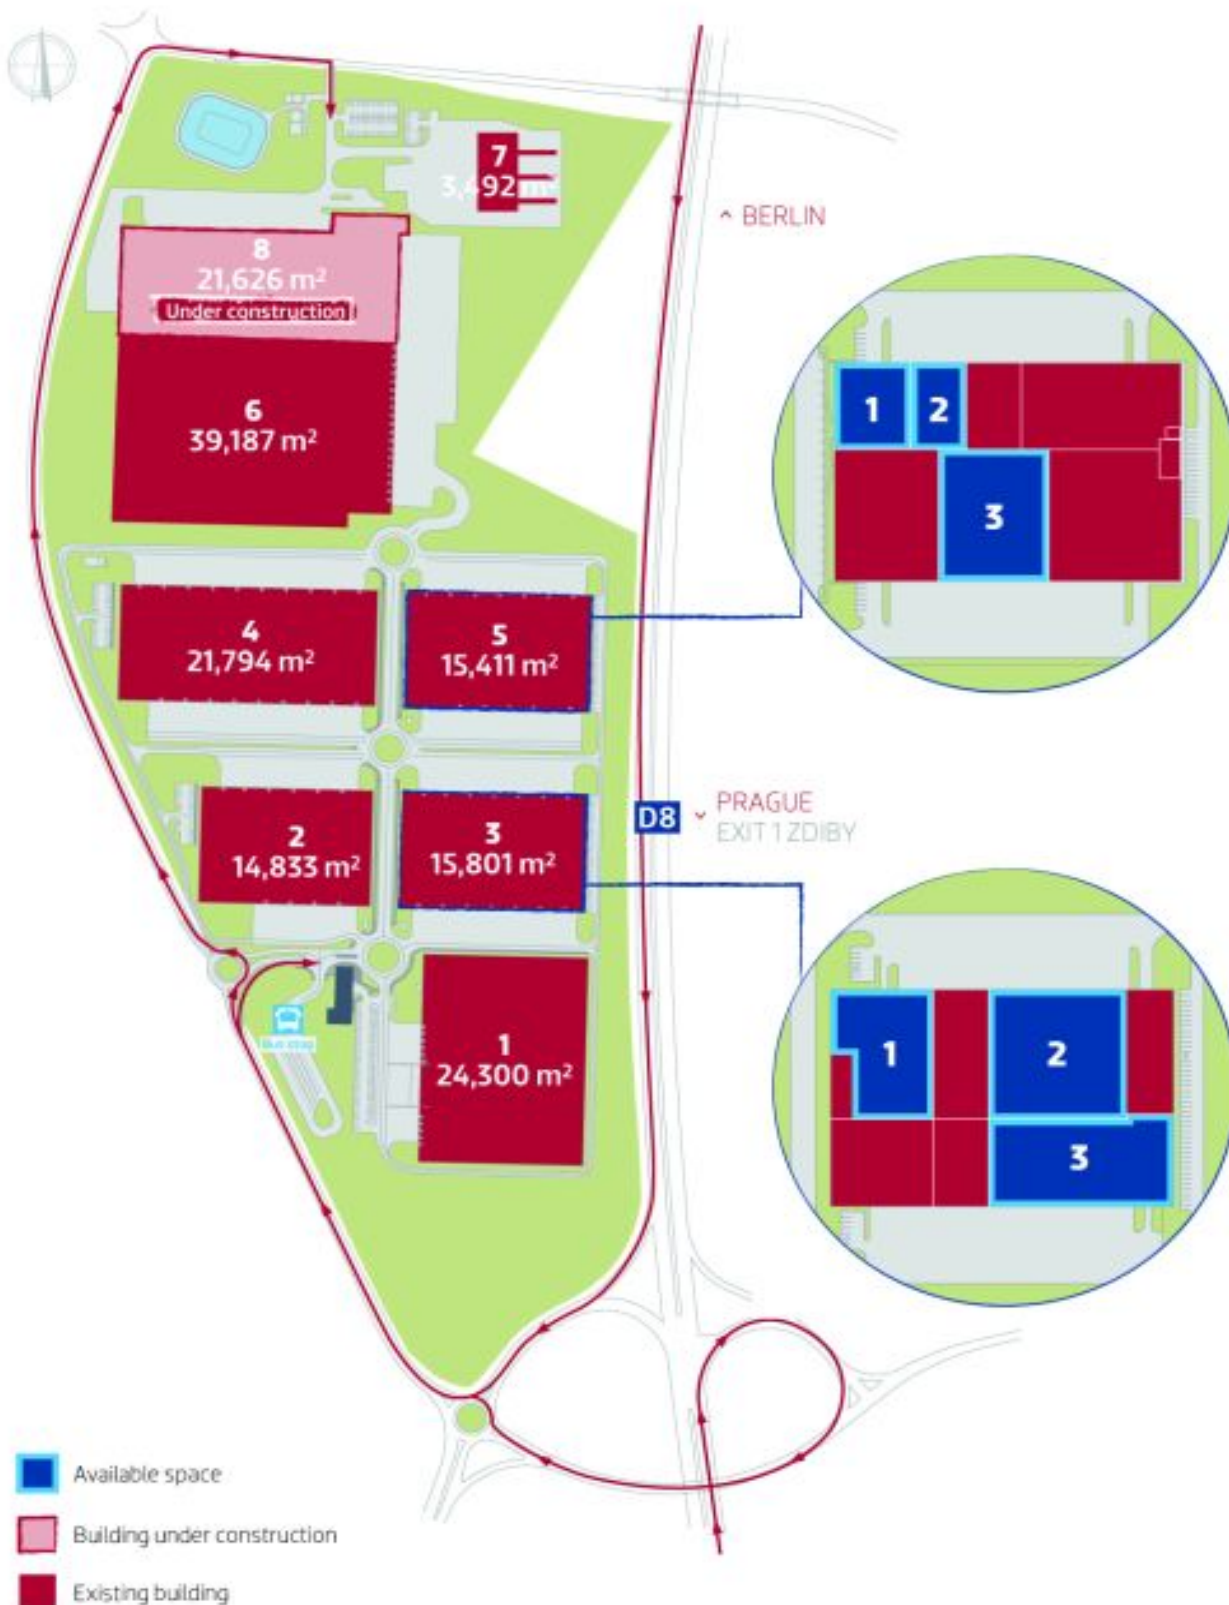 7
3,492 m²
^ BERLIN
8
21,626 m²
Under construction
1
2
3
6
39,187 m²
4
21,794 m²
5
15,411 m²
D8
PRAGUE
EXIT 1 ZDIBY
2
14,833 m²
3
15,801 m²
1
2
3
Bus stop
1
24,300 m²
Available space
Building under construction
Existing building